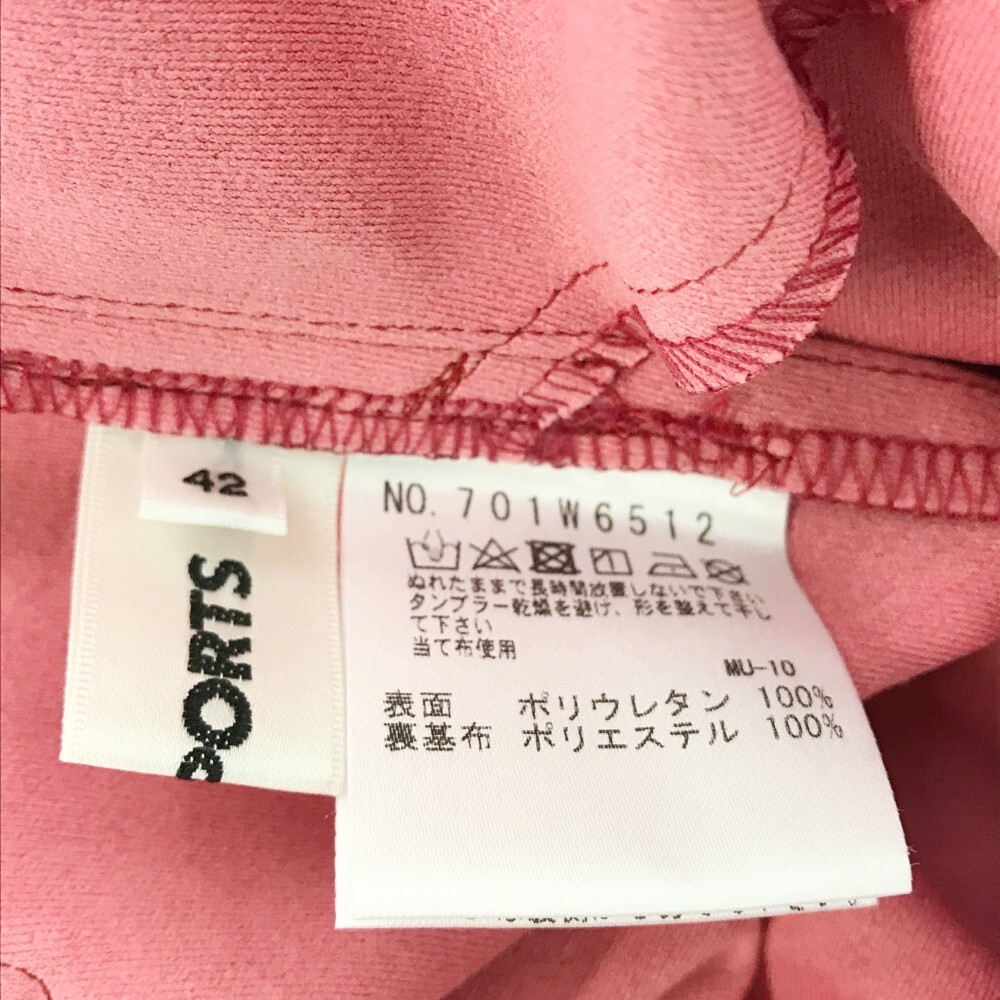 42
PORTS
NO. 701W6512
ぬれたままで長時間放置しないで下さい
タンブラー乾燥を避け、形を整えて干し
て下さい
当て布使用
MU-10
表面 ポリウレタン 100%
裏基布 ポリエステル 100%